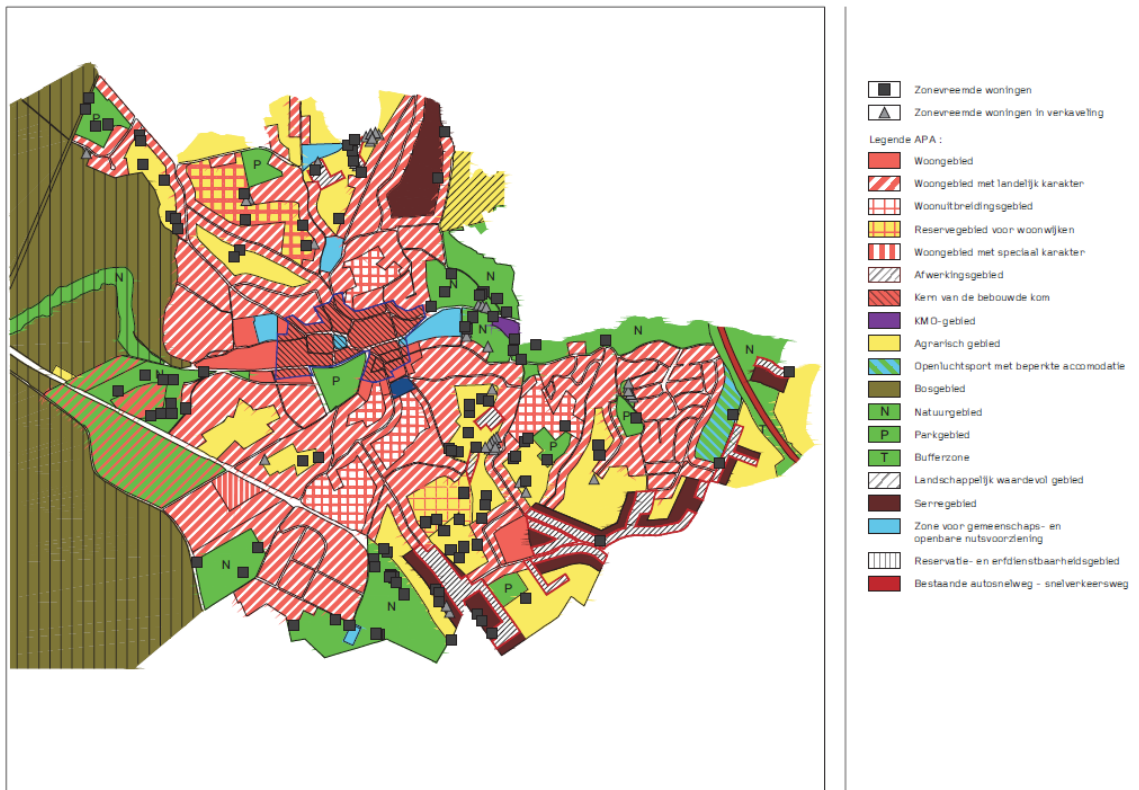 Zonevreemde woningen
Zonevreemde woningen in verkaveling
Legende APA :
Woongebied
Woongebied met landelijk karakter
Woonuitbreidingsgebied
Reservegebied voor woonwijken
Woongebied met speciaal karakter
Afwerkingsgebied
Kern van de bebouwde kom
KMO-gebied
Agrarisch gebied
Openluchtsport met beperkte accomodatie
Bosgebied
N Natuurgebied
P Parkgebied
T Bufferzone
Landschappelijk waardevol gebied
Serregebied
Zone voor gemeenschaps- en
openbare nutsvoorziening
Reservatie- en erfdienstbaarheidsgebied
Bestaande autosnelweg - snelverkeersweg
P
P
N
N
N
N
N
N
N
P
P
P
T
N
N
P